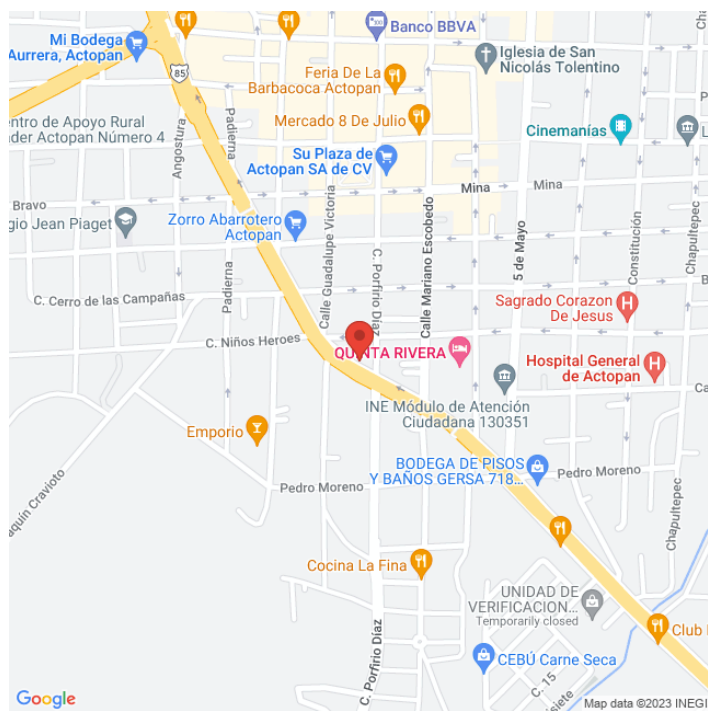 Banco BBVA
Mi Bodega
Aurrera, Actopan
85
Iglesia de San
Nicolás Tolentino
Feria De La
Barbacoca Actopan
Padierna
Angostura
entro de Apoyo Rural
der Actopan Número 4
Mercado 8 De Julio
Cinemanías
L
Su Plaza de
Actopan SA de CV
Mina
Mina
Bravo
gio Jean Piaget
Zorro Abarrotero
Actopan
Calle Guadalupe Victoria
C. Porfirio Díaz
Calle Mariano Escobedo
5 de Mayo
Constitución
Chapultepec
Padierna
C. Cerro de las Campañas
B
Sagrado Corazon
De Jesus
H
C. Niños Heroes
QUINTA RIVERA
Hospital General
de Actopan
H
INE Módulo de Atención
Ciudadana 130351
Ca
Emporio
BODEGA DE PISOS
Y BAÑOS GERSA 718...
Pedro Moreno
Pedro Moreno
Chapultepec
aquín Cravioto
Cocina La Fina
UNIDAD DE
VERIFICACION...
Temporarily closed
Club
C. Porfirio Díaz
CEBÚ Carne Seca
C. 15
siete
Google
Map data ©2023 INEGI